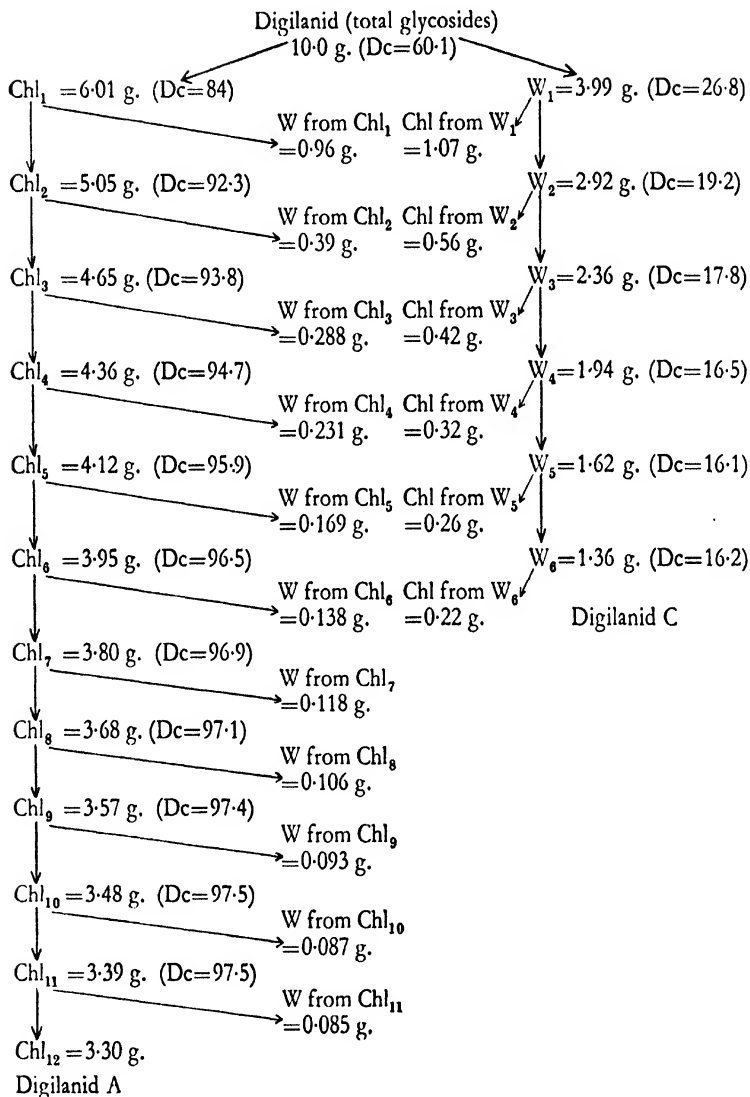 Digilanid (total glycosides)
10·0 g. (Dc=60·1)
Chl₁ =6·01 g. (Dc=84)
W₁=3·99 g. (Dc=26·8)
W from Chl₁ Chl from W₁
=0·96 g. =1·07 g.
Chl₂ =5·05 g. (Dc=92·3)
W₂=2·92 g. (Dc=19·2)
W from Chl₂ Chl from W₂
=0·39 g. =0·56 g.
Chl₃ =4·65 g. (Dc=93·8)
W₃=2·36 g. (Dc=17·8)
W from Chl₃ Chl from W₃
=0·288 g. =0·42 g.
Chl₄ =4·36 g. (Dc=94·7)
W₄=1·94 g. (Dc=16·5)
W from Chl₄ Chl from W₄
=0·231 g. =0·32 g.
Chl₅ =4·12 g. (Dc=95·9)
W₅=1·62 g. (Dc=16·1)
W from Chl₅ Chl from W₅
=0·169 g. =0·26 g.
Chl₆ =3·95 g. (Dc=96·5)
W₆=1·36 g. (Dc=16·2)
W from Chl₆ Chl from W₆
=0·138 g. =0·22 g.
Digilanid C
Chl₇ =3·80 g. (Dc=96·9)
W from Chl₇
=0·118 g.
Chl₈ =3·68 g. (Dc=97·1)
W from Chl₈
=0·106 g.
Chl₉ =3·57 g. (Dc=97·4)
W from Chl₉
=0·093 g.
Chl₁₀=3·48 g. (Dc=97·5)
W from Chl₁₀
=0·087 g.
Chl₁₁ =3·39 g. (Dc=97·5)
W from Chl₁₁
=0·085 g.
Chl₁₂=3·30 g.
Digilanid A